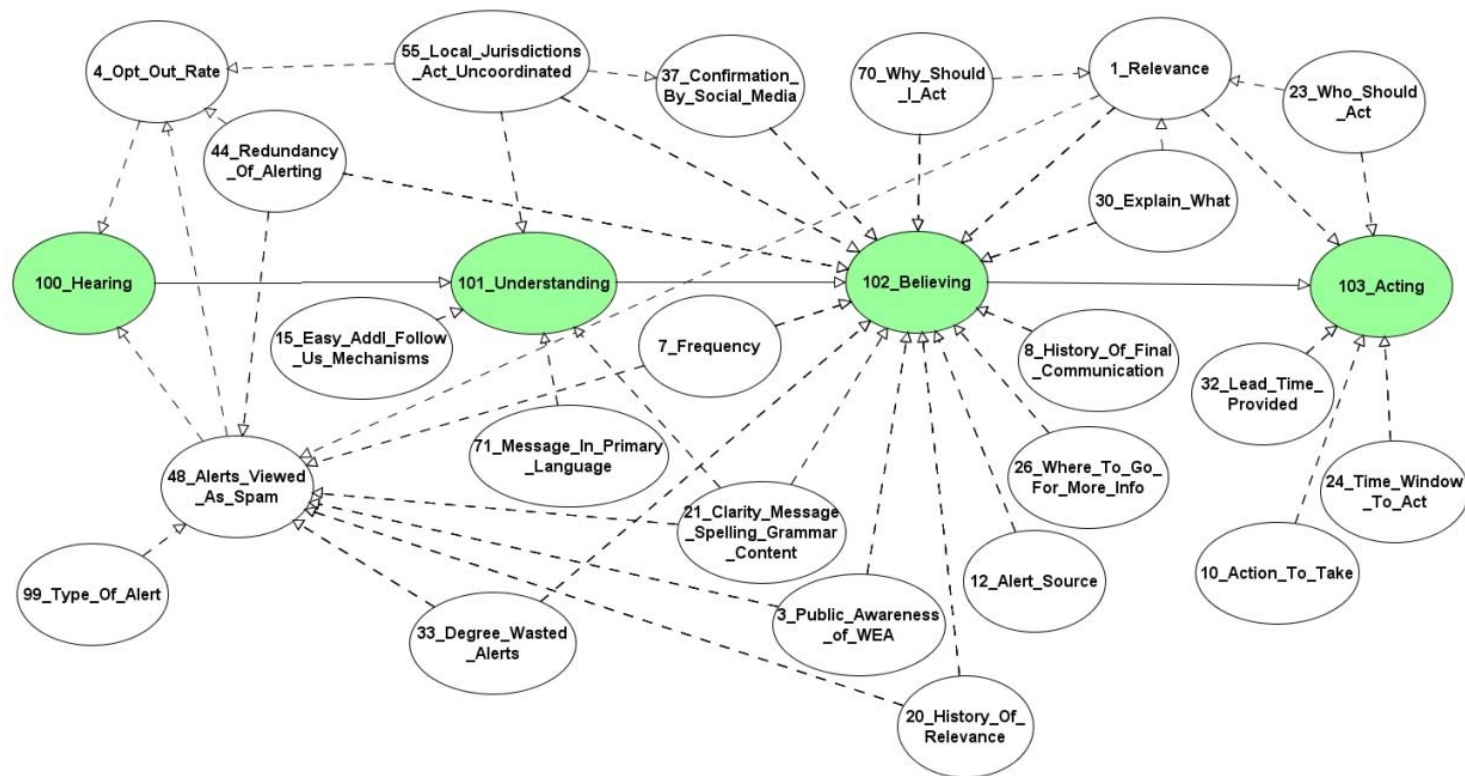 4_Opt_Out_Rate
55_Local_Jurisdictions
_Act_Uncoordinated
37_Confirmation_
By_Social_Media
70_Why_Should
_I_Act
1_Relevance
23_Who_Should
_Act
44_Redundancy
_Of_Alerting
30_Explain_What
100_Hearing
101_Understanding
102_Believing
103_Acting
15_Easy_Addl_Follow
_Us_Mechanisms
7_Frequency
8_History_Of_Final
_Communication
32_Lead_Time_
Provided
71_Message_In_Primary
_Language
48_Alerts_Viewed
_As_Spam
26_Where_To_Go_
For_More_Info
24_Time_Window
_To_Act
21_Clarity_Message
_Spelling_Grammar
_Content
99_Type_Of_Alert
12_Alert_Source
10_Action_To_Take
33_Degree_Wasted
_Alerts
3_Public_Awareness
_of_WEA
20_History_Of_
Relevance